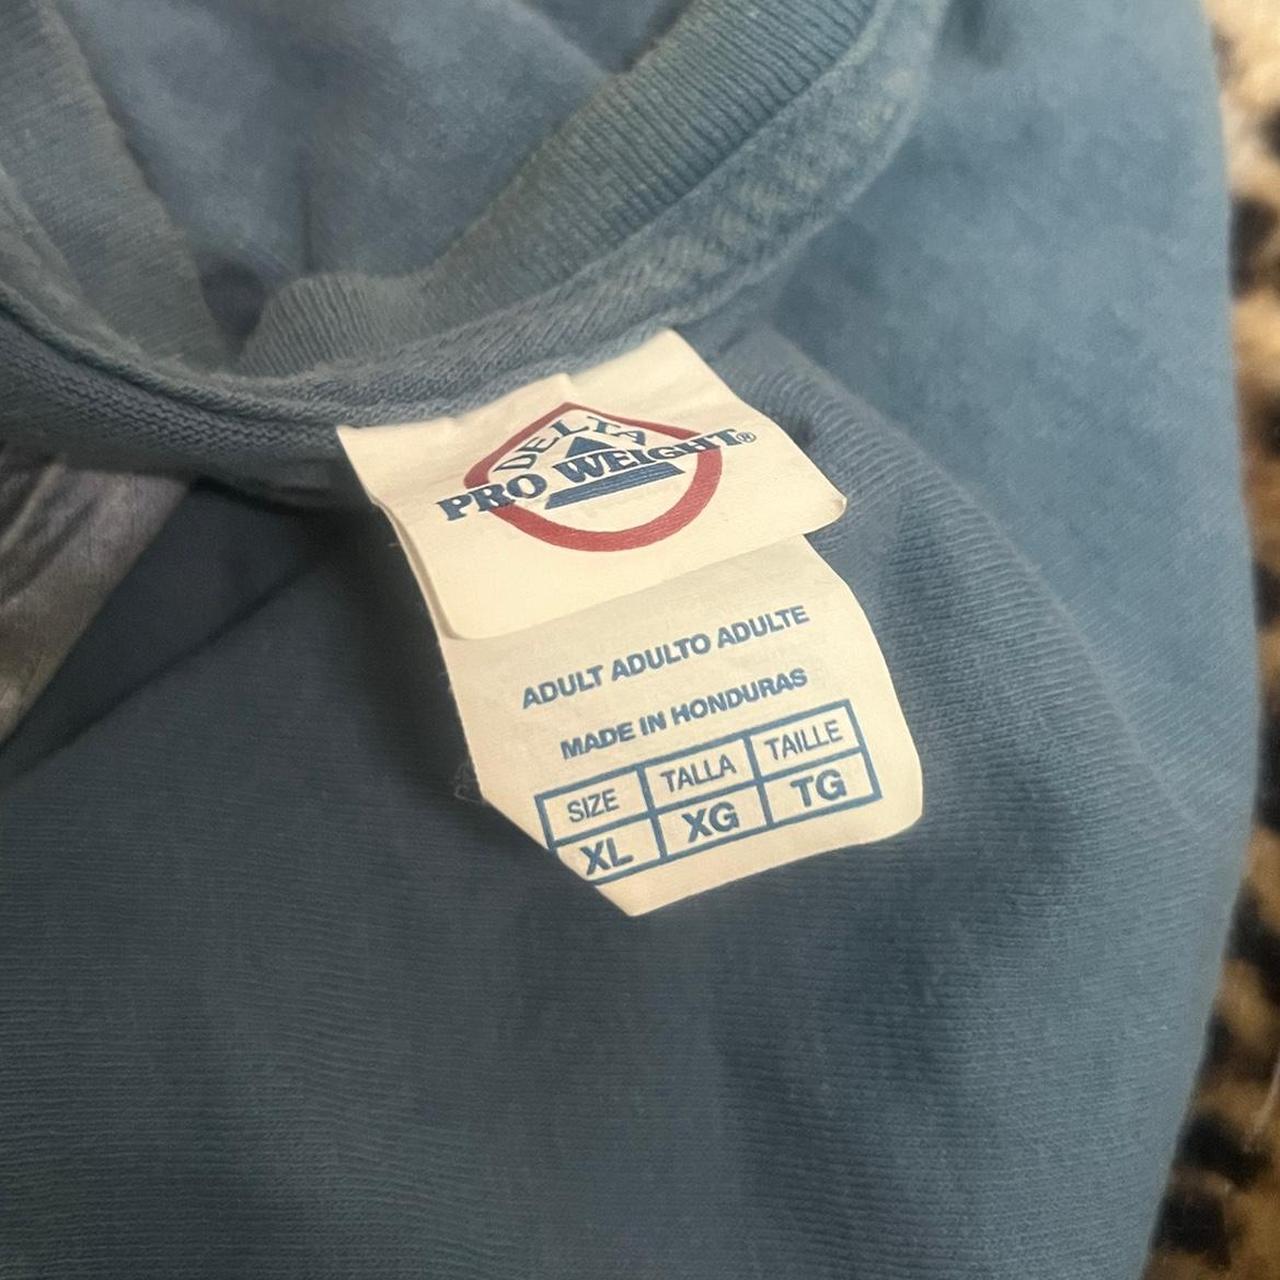 DELTA
PRO WEIGHT®
ADULT ADULTO ADULTE
MADE IN HONDURAS
SIZE TALLA TAILLE
XL XG TG